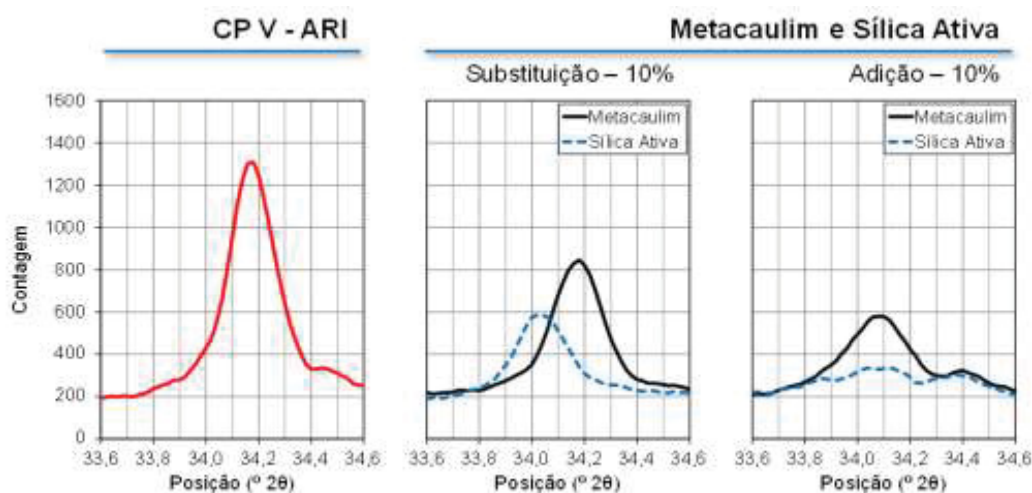 CP V - ARI
Metacaulim e Sílica Ativa
Substituição – 10%
Adição – 10%
Contagem
1600
1400
1200
1000
800
600
400
200
0
33,6 33,8 34,0 34,2 34,4 34,6
Posição (º 2θ)
Metacaulim
Sílica Ativa
33,6 33,8 34,0 34,2 34,4 34,6
Posição (º 2θ)
Metacaulim
Sílica Ativa
33,6 33,8 34,0 34,2 34,4 34,6
Posição (º 2θ)